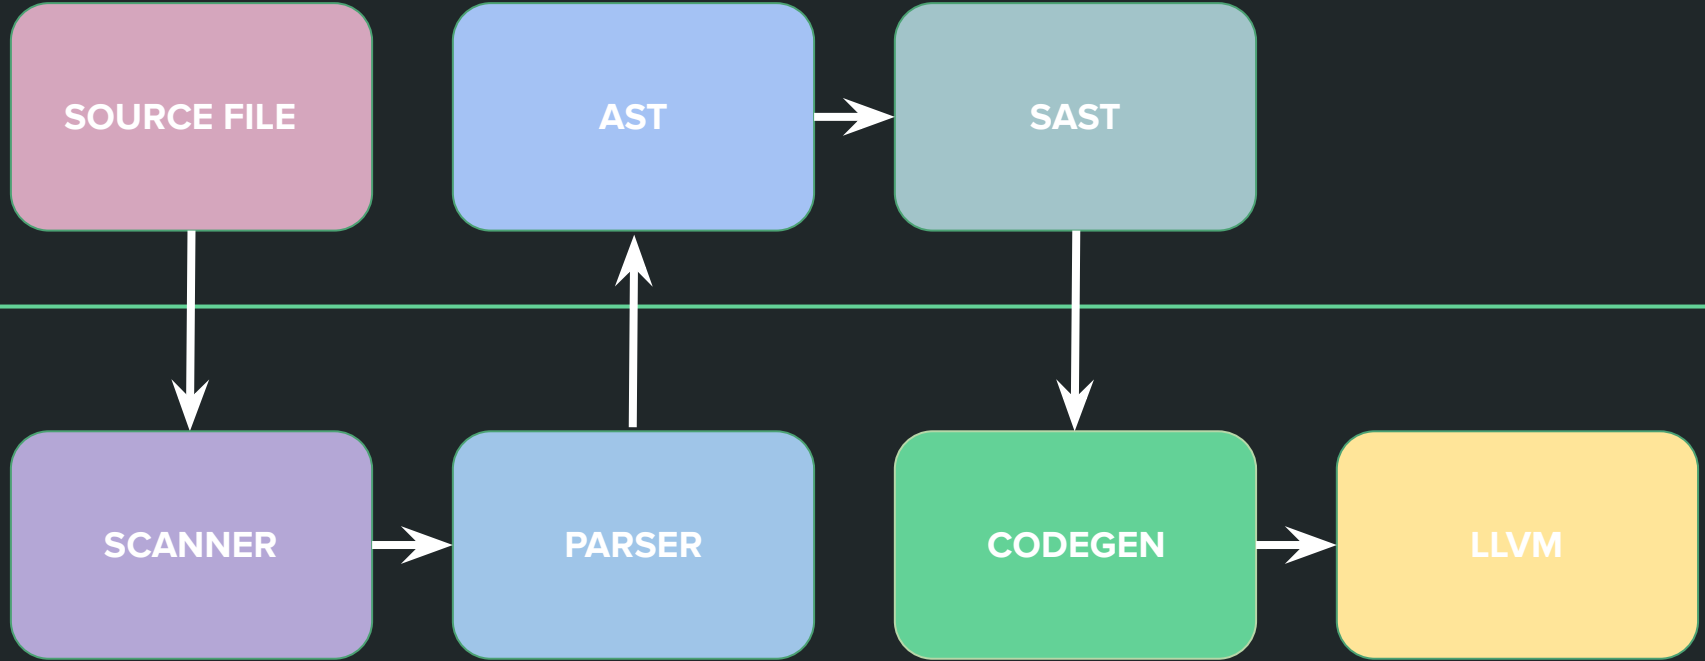 SOURCE FILE
AST
SAST
SCANNER
PARSER
CODEGEN
LLVM